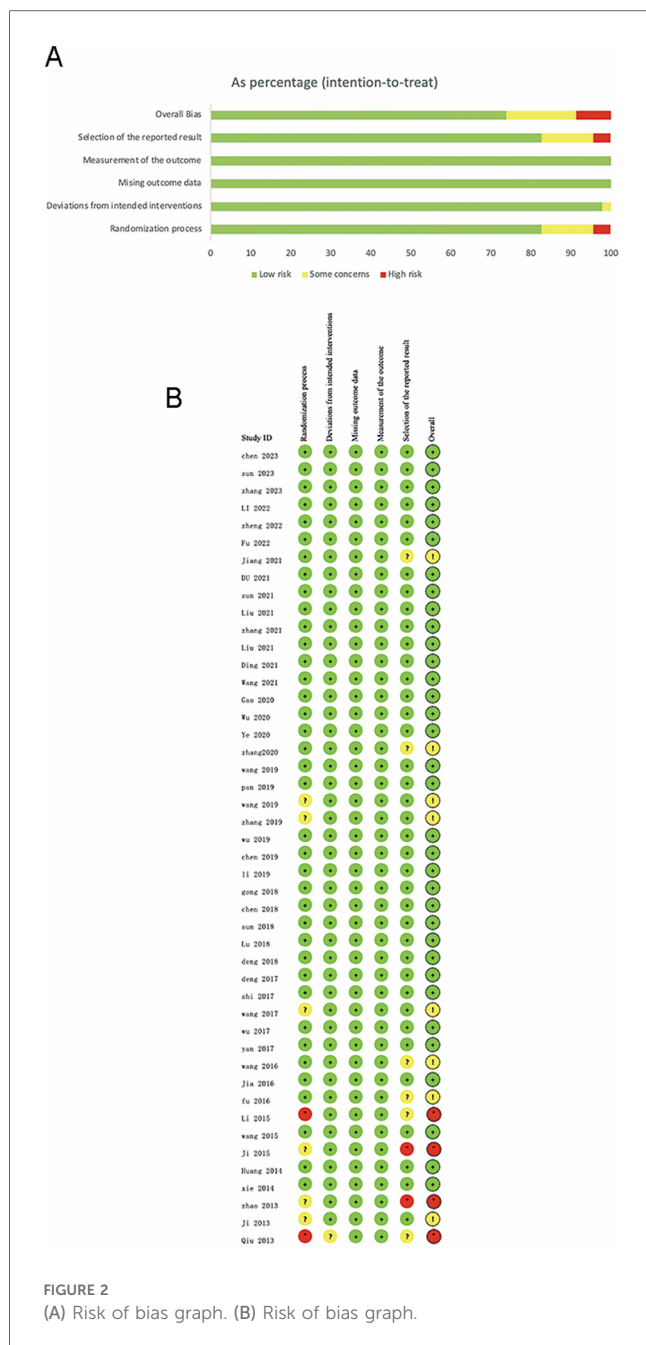 A
As percentage (intention-to-treat)
Overall Bias
Selection of the reported result
Measurement of the outcome
Mising outcome data
Deviations from intended interventions
Randomization process
0 10 20 30 40 50 60 70 80 90 100
Low risk Some concerns High risk
B
Study ID Randomization process Deviations from intended interventions Missing outcome data Measurement of the outcome Selection of the reported result Overall
chen 2023 + + + + + +
sun 2023 + + + + + +
zhang 2023 + + + + + +
LI 2022 + + + + + +
zheng 2022 + + + + + +
Fu 2022 + + + + + +
Jiang 2021 + + + + ? !
DU 2021 + + + + + +
sun 2021 + + + + + +
Liu 2021 + + + + + +
zhang 2021 + + + + + +
Liu 2021 + + + + + +
Ding 2021 + + + + + +
Wang 2021 + + + + + +
Gao 2020 + + + + + +
Wu 2020 + + + + + +
Ye 2020 + + + + + +
zhang2020 + + + + ? !
wang 2019 + + + + + +
pan 2019 + + + + + +
wang 2019 ? + + + + !
zhang 2019 ? + + + + !
wu 2019 + + + + + +
chen 2019 + + + + + +
li 2019 + + + + + +
gong 2018 + + + + + +
chen 2018 + + + + + +
sun 2018 + + + + + +
Lu 2018 + + + + + +
deng 2018 + + + + + +
deng 2017 + + + + + +
shi 2017 + + + + + +
wang 2017 ? + + + + !
wu 2017 + + + + + +
yan 2017 + + + + + +
wang 2016 + + + + ? !
Jia 2016 + + + + + +
fu 2016 + + + + ? !
Li 2015 - + + + ? -
wang 2015 + + + + + +
Ji 2015 ? + + + - -
Huang 2014 + + + + + +
xie 2014 + + + + + +
zhao 2013 ? + + + - -
Ji 2013 ? + + + + !
Qiu 2013 - ? + + ? -
FIGURE 2
(A) Risk of bias graph. (B) Risk of bias graph.